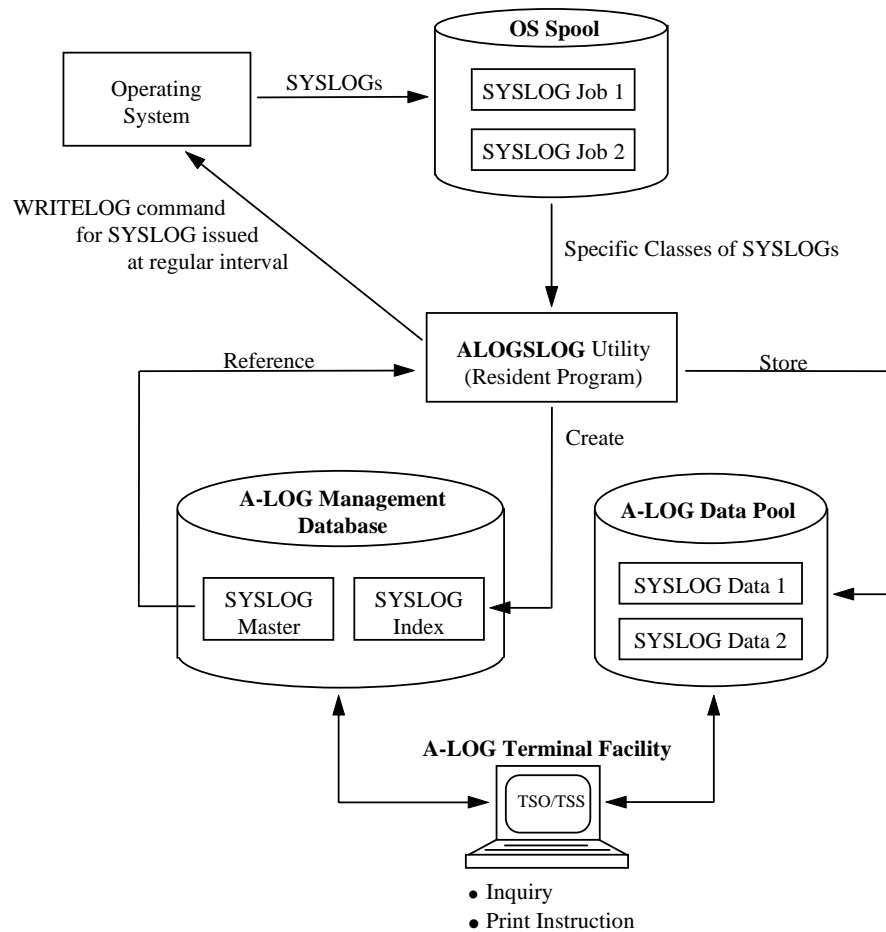 OS Spool
SYSLOGs
Operating
System
SYSLOG Job 1
SYSLOG Job 2
WRITELOG command
for SYSLOG issued
at regular interval
Specific Classes of SYSLOGs
ALOGSLOG Utility
(Resident Program)
Reference
Store
Create
A-LOG Management
Database
A-LOG Data Pool
SYSLOG
Master
SYSLOG
Index
SYSLOG Data 1
SYSLOG Data 2
A-LOG Terminal Facility
TSO/TSS
• Inquiry
• Print Instruction